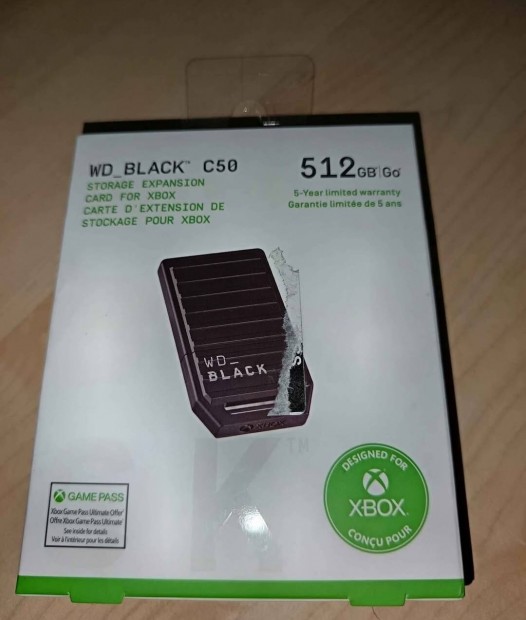 WD_BLACK™ C50
STORAGE EXPANSION
CARD FOR XBOX
CARTE D'EXTENSION DE
STOCKAGE POUR XBOX
512GB|Go
5-Year limited warranty
Garantie limitée de 5 ans
WD_
BLACK
TM
GAME PASS
Xbox Game Pass Ultimate Offer
Offre Xbox Game Pass Ultimate
See inside for details
Voir à l'intérieur pour les détails
DESIGNED FOR
XBOX
CONÇU POUR